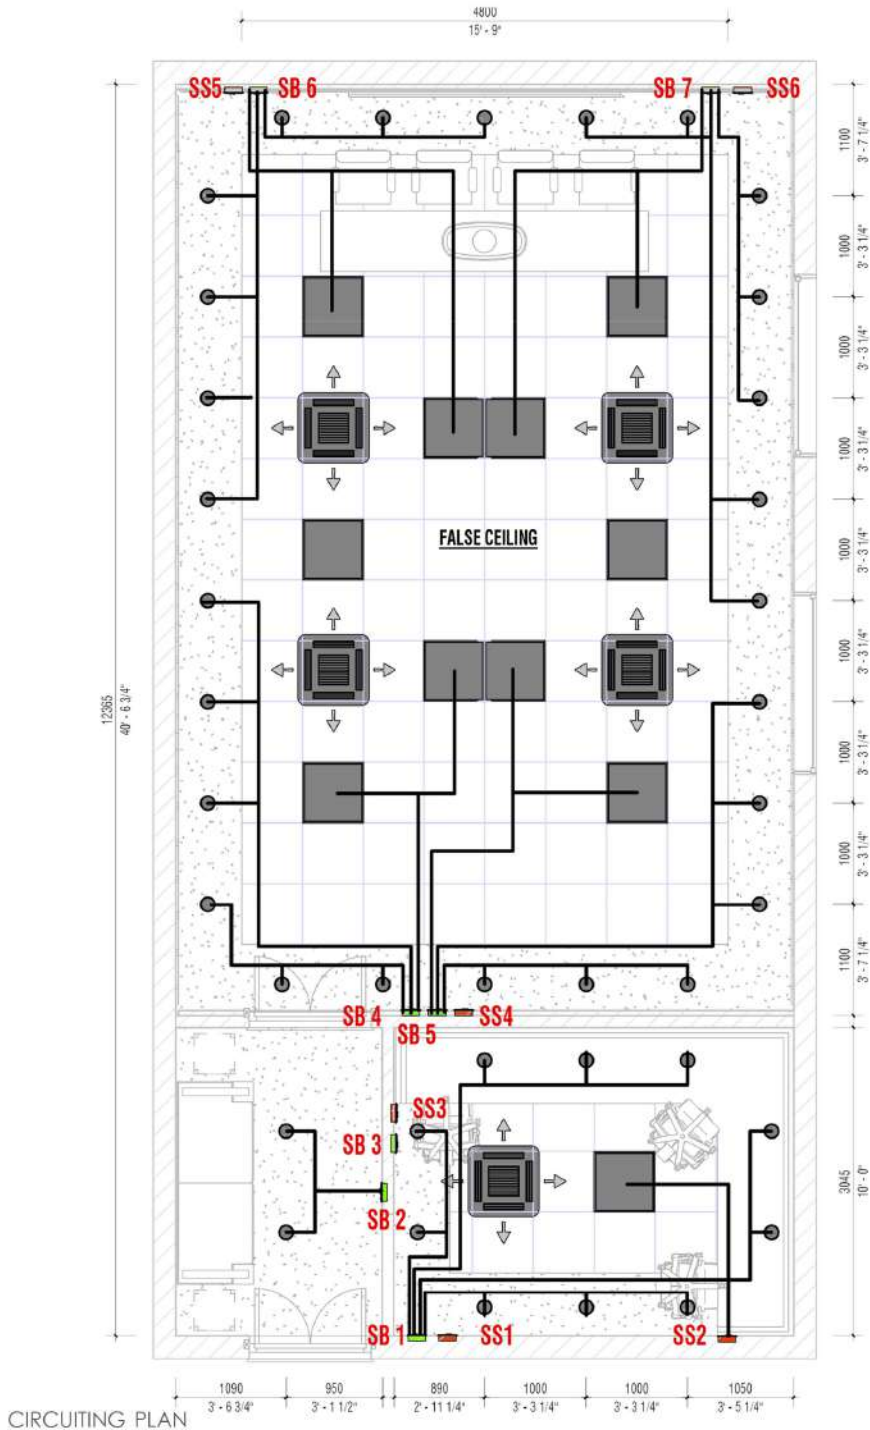 4800
15' - 9"
SS5
SB 6
SB 7
SS6
1100
3' - 7 1/4"
1000
3' - 3 1/4"
1000
3' - 3 1/4"
1000
3' - 3 1/4"
1000
3' - 3 1/4"
1000
3' - 3 1/4"
1000
3' - 3 1/4"
1000
3' - 3 1/4"
1100
3' - 7 1/4"
FALSE CEILING
12365
40' - 6 3/4"
SB 4
SB 5
SS4
SS3
SB 3
SB 2
3045
10' - 0"
SB 1
SS1
SS2
1090
3' - 6 3/4"
950
3' - 1 1/2"
890
2' - 11 1/4"
1000
3' - 3 1/4"
1000
3' - 3 1/4"
1050
3' - 5 1/4"
CIRCUITING PLAN